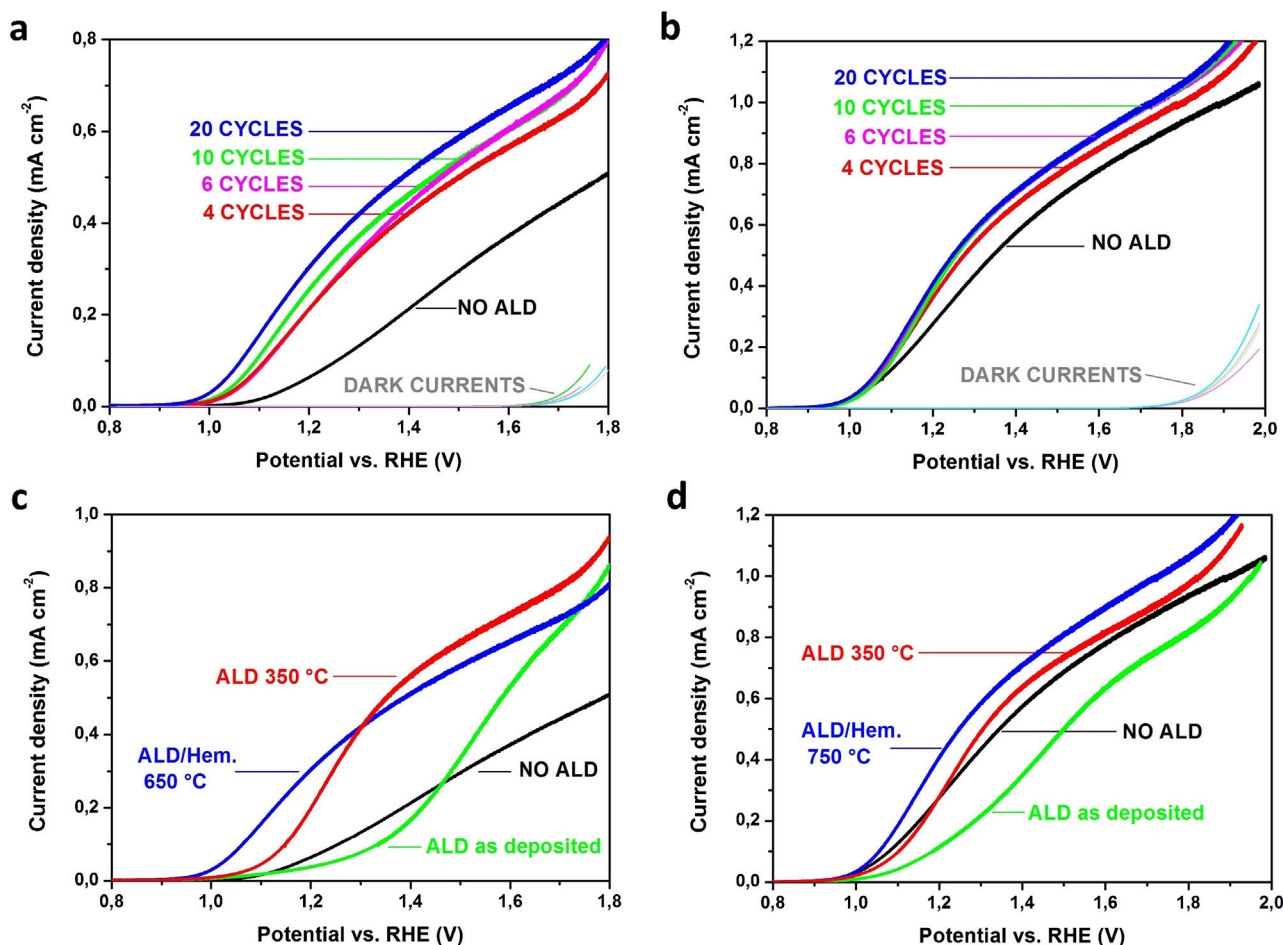 a
Current density (mA cm-2)
0,8
0,6
0,4
0,2
0,0
20 CYCLES
10 CYCLES
6 CYCLES
4 CYCLES
NO ALD
DARK CURRENTS
0,8 1,0 1,2 1,4 1,6 1,8
Potential vs. RHE (V)
b
Current density (mA cm-2)
1,2
1,0
0,8
0,6
0,4
0,2
0,0
20 CYCLES
10 CYCLES
6 CYCLES
4 CYCLES
NO ALD
DARK CURRENTS
0,8 1,0 1,2 1,4 1,6 1,8 2,0
Potential vs. RHE (V)
c
Current density (mA cm-2)
1,0
0,8
0,6
0,4
0,2
0,0
ALD 350 °C
ALD/Hem.
650 °C
NO ALD
ALD as deposited
0,8 1,0 1,2 1,4 1,6 1,8
Potential vs. RHE (V)
d
Current density (mA cm-2)
1,2
1,0
0,8
0,6
0,4
0,2
0,0
ALD 350 °C
ALD/Hem.
750 °C
NO ALD
ALD as deposited
0,8 1,0 1,2 1,4 1,6 1,8 2,0
Potential vs. RHE (V)